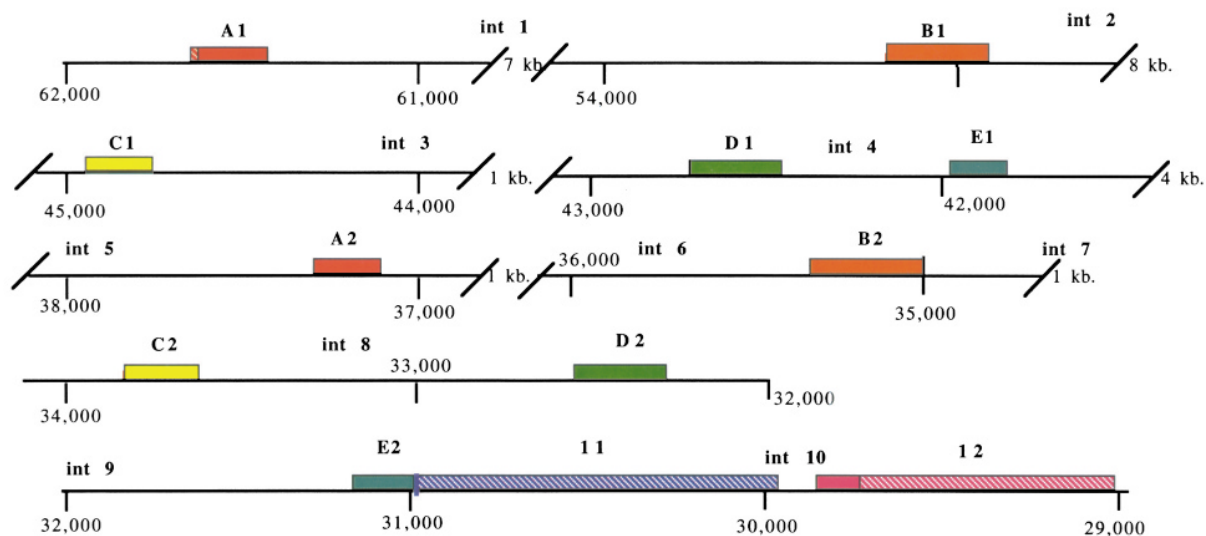 A1 int 1 B1 int 2
7 kb 8 kb.
62,000 61,000 54,000
C1 int 3 D1 int 4 E1
1 kb. 4 kb.
45,000 44,000 43,000 42,000
int 5 A2 36,000 int 6 B2 int 7
1 kb. 1 kb.
38,000 37,000 35,000
C2 int 8 33,000 D2
34,000 32,000
int 9 E2 11 int 10 12
32,000 31,000 30,000 29,000